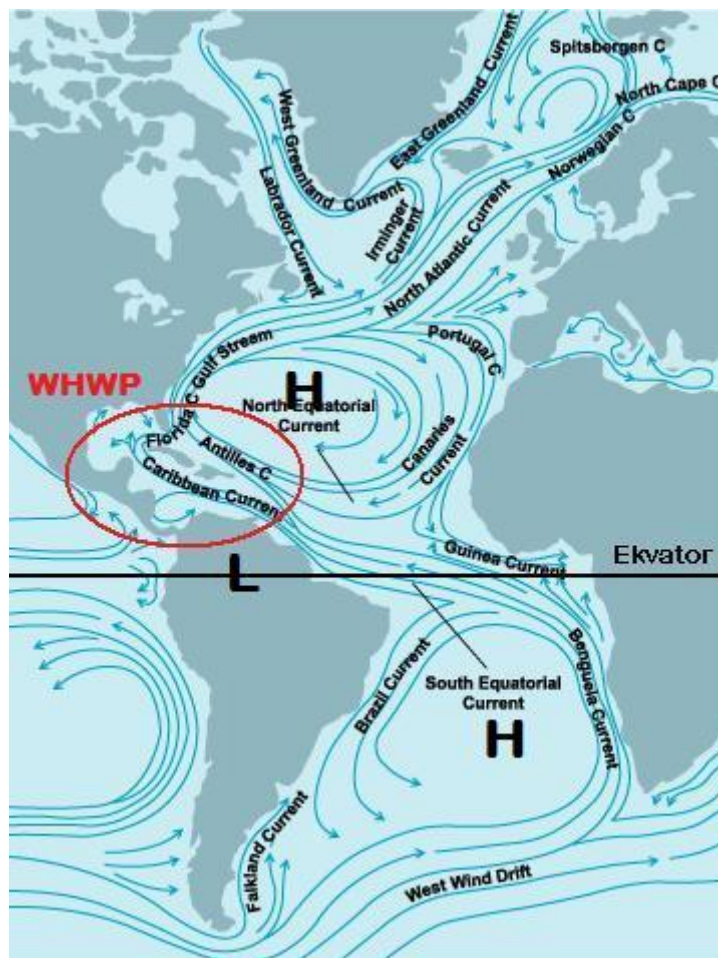 Spitsbergen C
North Cape C
East Greenland Current
Norwegian C
West Greenland Current
Labrador Current
Irminger
Current
North Atlantic Current
Portugal C
Gulf Stream
WHWP
H
North Equatorial
Current
Florida C
Antilles C
Canaries
Current
Caribbean Curren
Guinea Current
Ekvator
L
Benguela Current
Brazil Current
South Equatorial
Current
H
Falkland Current
West Wind Drift